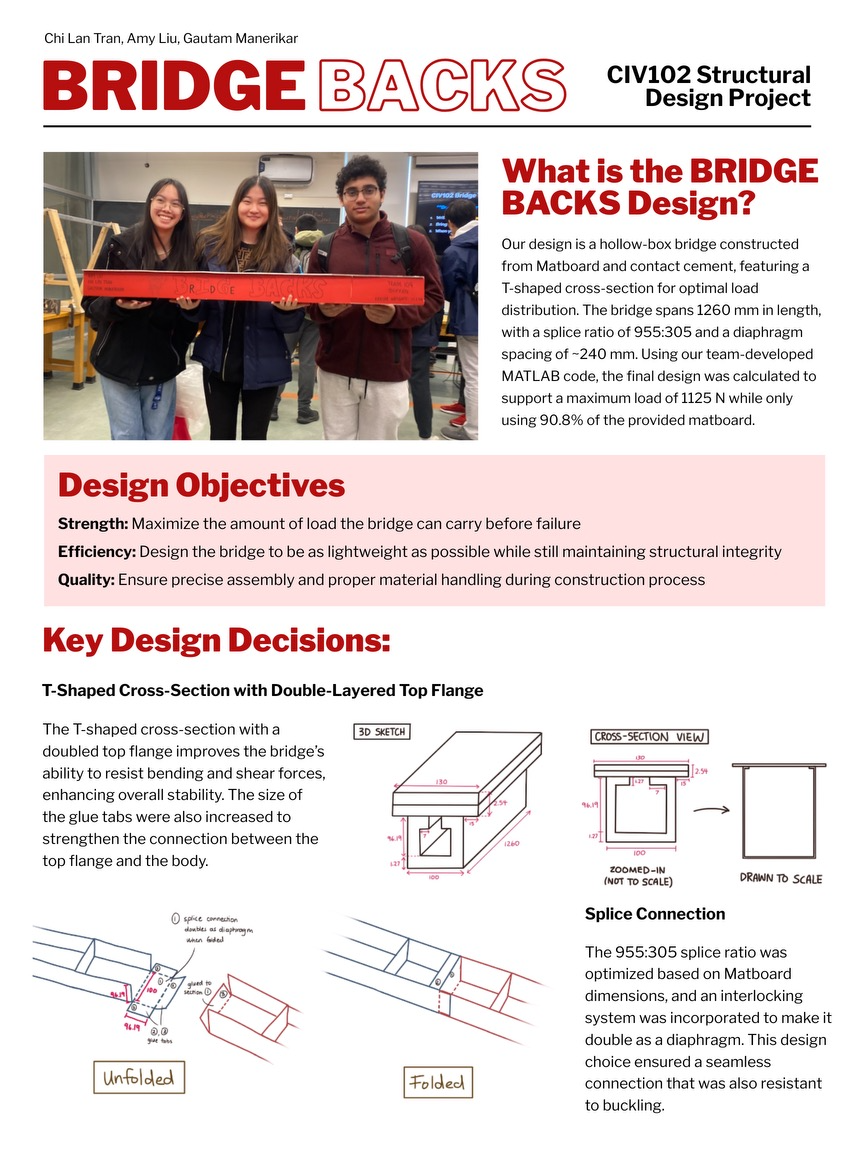 Chi Lan Tran, Amy Liu, Gautam Manerikar
BRIDGE BACKS
CIV102 Structural
Design Project
CIV102 Bridge
BRIDGE BACKS
What is the BRIDGE
BACKS Design?
Our design is a hollow-box bridge constructed
from Matboard and contact cement, featuring a
T-shaped cross-section for optimal load
distribution. The bridge spans 1260 mm in length,
with a splice ratio of 955:305 and a diaphragm
spacing of ~240 mm. Using our team-developed
MATLAB code, the final design was calculated to
support a maximum load of 1125 N while only
using 90.8% of the provided matboard.
Design Objectives
Strength: Maximize the amount of load the bridge can carry before failure
Efficiency: Design the bridge to be as lightweight as possible while still maintaining structural integrity
Quality: Ensure precise assembly and proper material handling during construction process
Key Design Decisions:
T-Shaped Cross-Section with Double-Layered Top Flange
The T-shaped cross-section with a
doubled top flange improves the bridge's
ability to resist bending and shear forces,
enhancing overall stability. The size of
the glue tabs were also increased to
strengthen the connection between the
top flange and the body.
3D SKETCH
130
2.54
15
7
96.19
1.27
100
1260
CROSS-SECTION VIEW
130
2.54
1.27
7
15
96.19
1.27
100
ZOOMED-IN
(NOT TO SCALE)
DRAWN TO SCALE
① splice connection
doubles as diaphragm
when folded
glued to
section ①
96.19
100
96.19
②, ③
glue tabs
Unfolded
Folded
Splice Connection
The 955:305 splice ratio was
optimized based on Matboard
dimensions, and an interlocking
system was incorporated to make it
double as a diaphragm. This design
choice ensured a seamless
connection that was also resistant
to buckling.